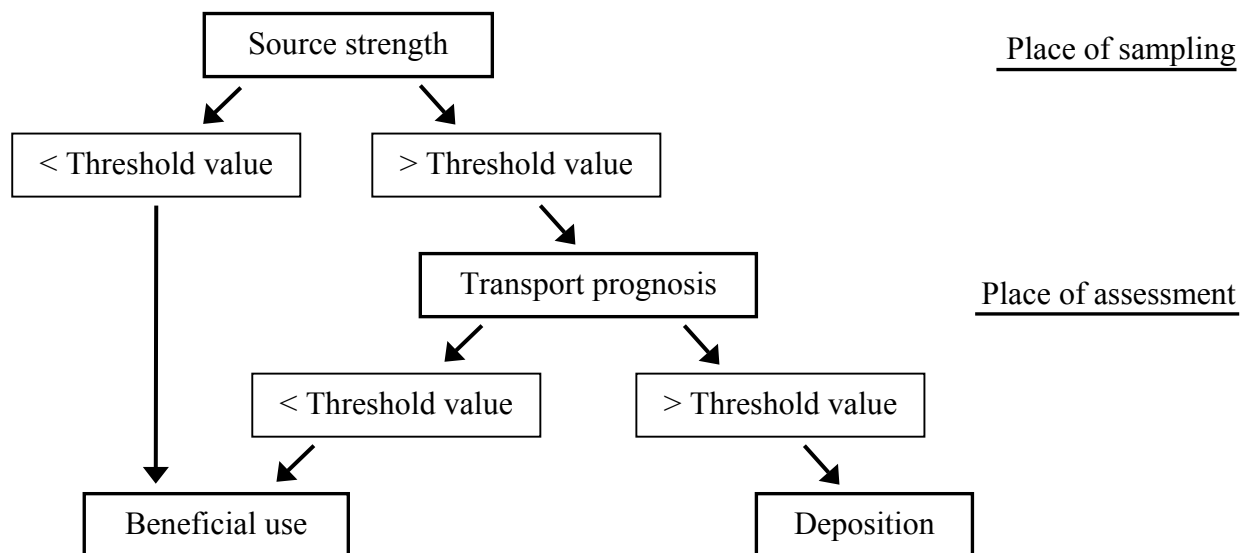 Source strength
Place of sampling
< Threshold value
> Threshold value
Transport prognosis
Place of assessment
< Threshold value
> Threshold value
Beneficial use
Deposition